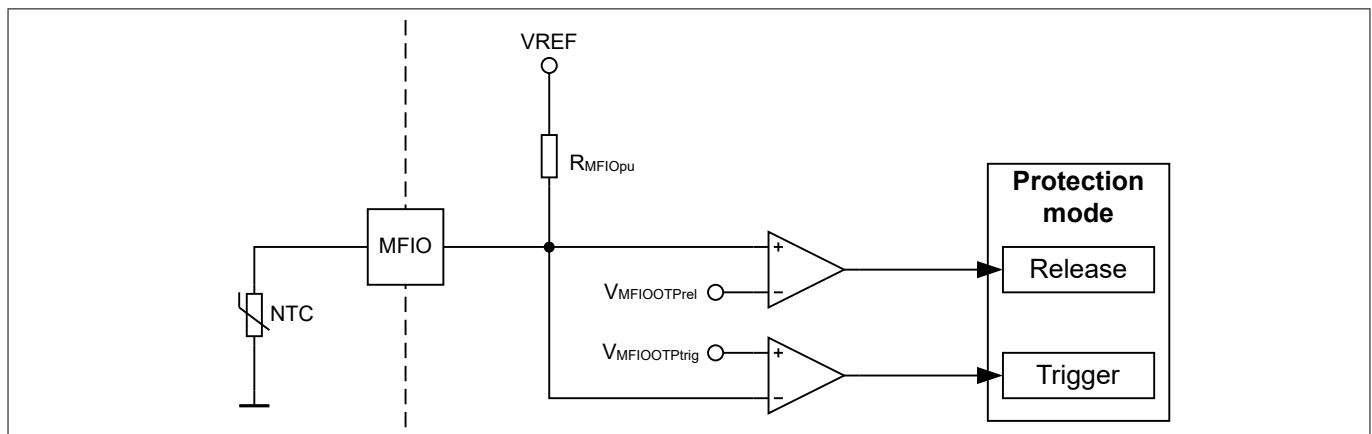 VREF
RMFIOpu
Protection
mode
MFIO
+
−
Release
VMFIOOTPrel
NTC
VMFIOOTPtrig
+
−
Trigger